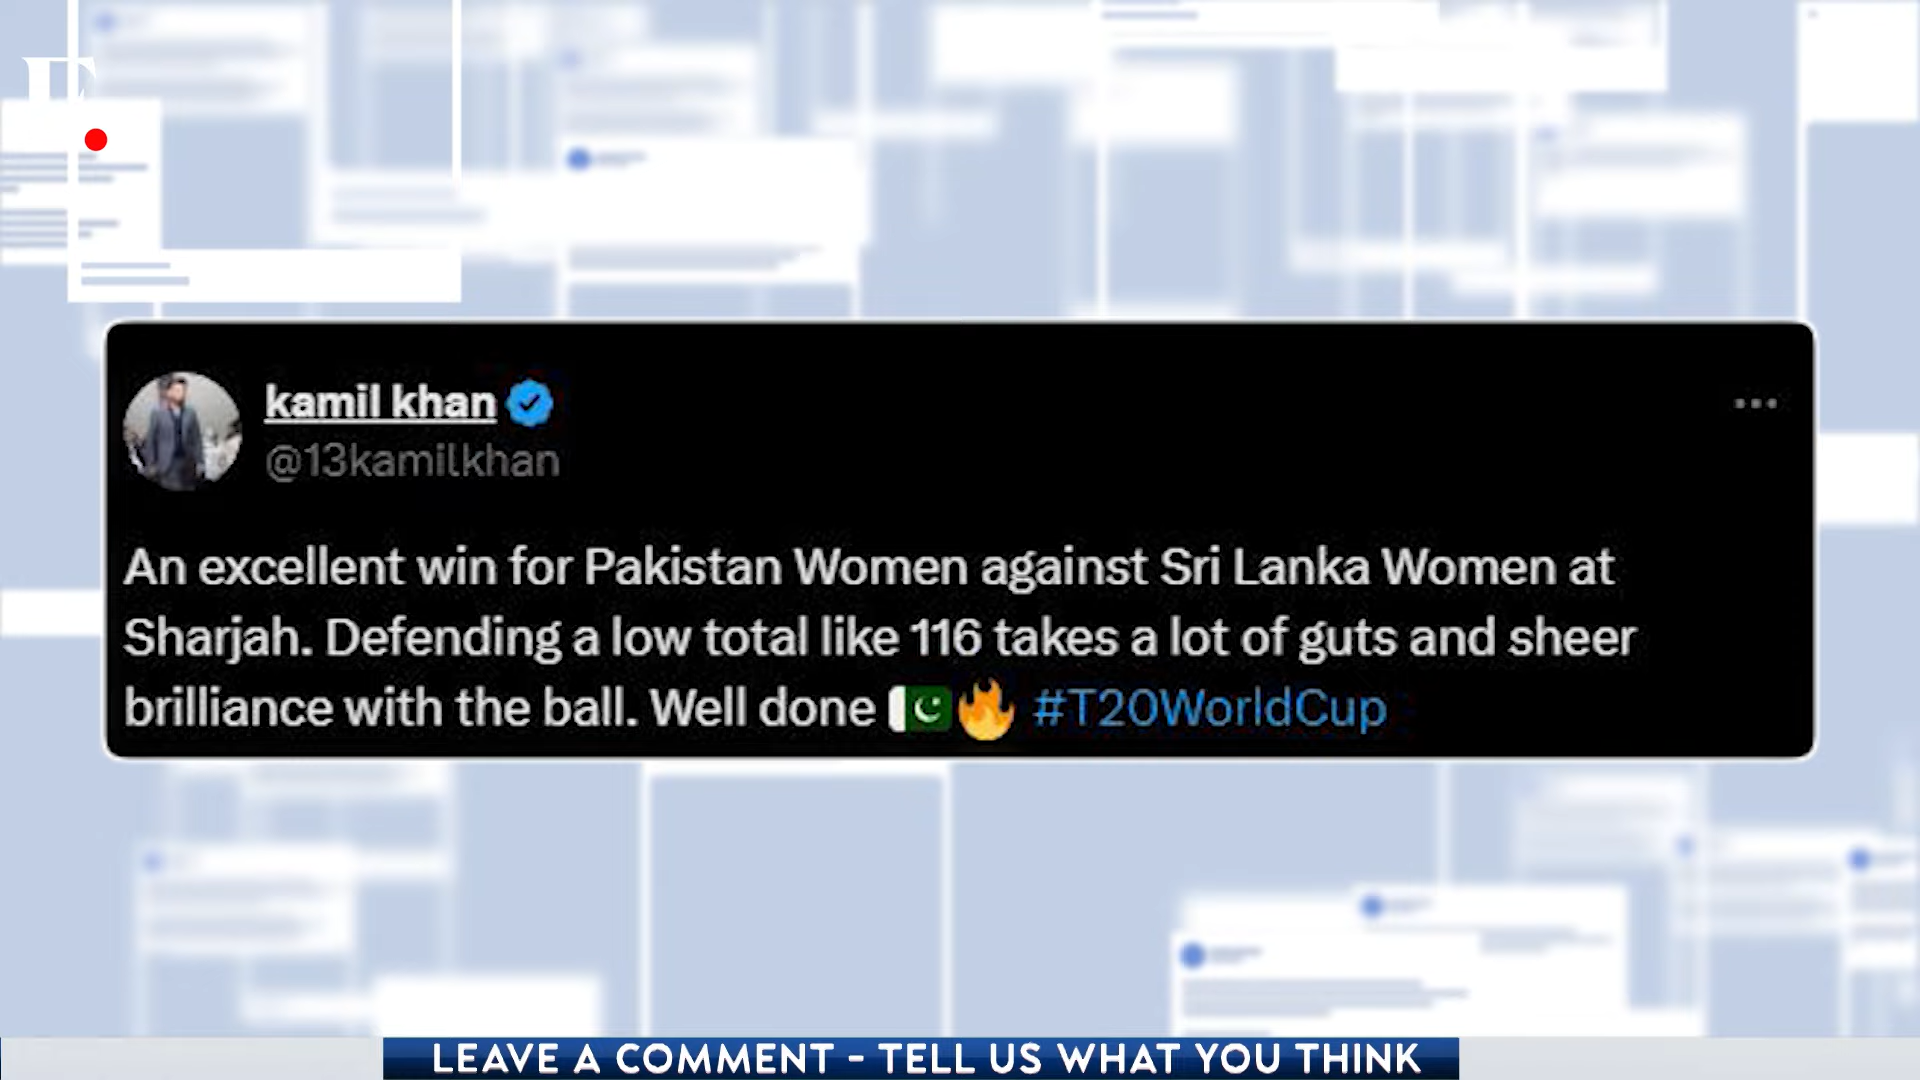 F
kamil khan
@13kamilkhan
An excellent win for Pakistan Women against Sri Lanka Women at
Sharjah. Defending a low total like 116 takes a lot of guts and sheer
brilliance with the ball. Well done 🇵🇰🔥 #T20WorldCup
LEAVE A COMMENT - TELL US WHAT YOU THINK